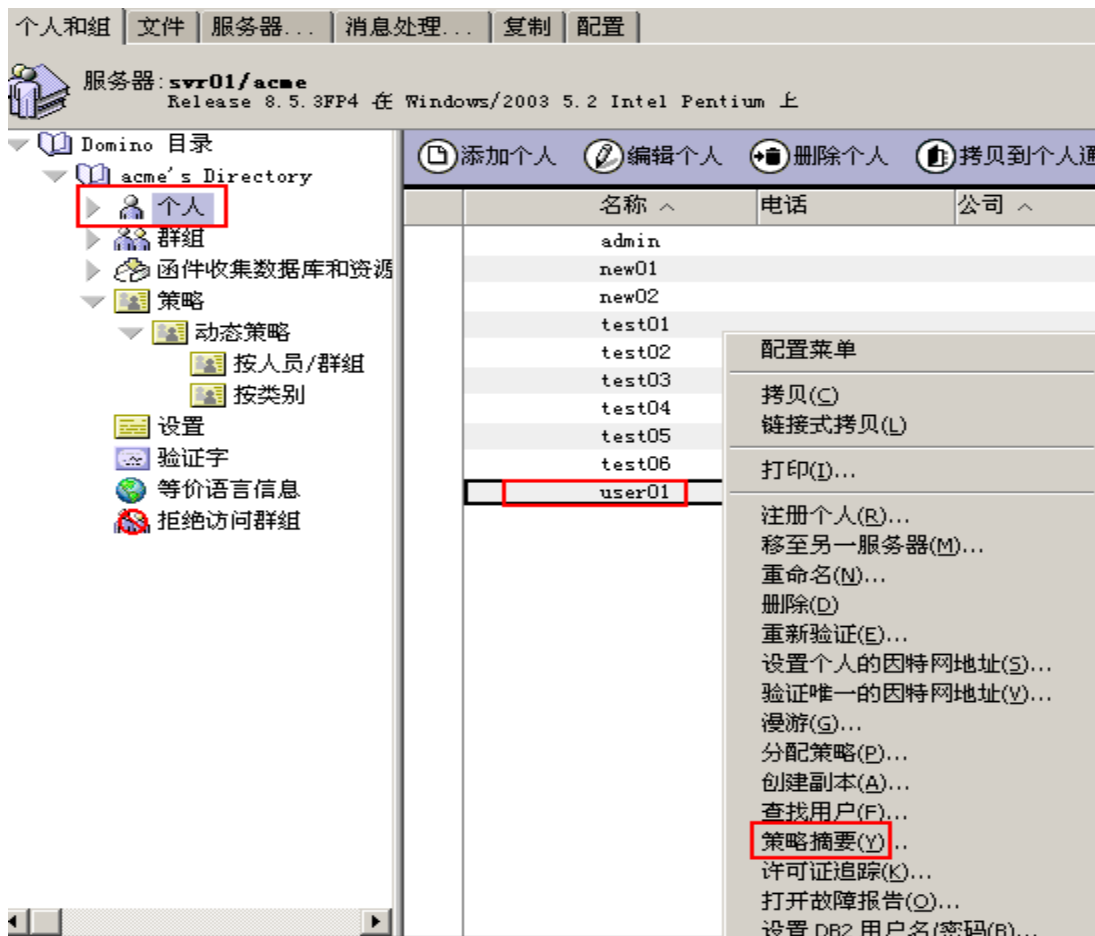 个人和组 文件 服务器... 消息处理... 复制 配置
服务器: svr01/acme
Release 8.5.3FP4 在 Windows/2003 5.2 Intel Pentium 上
Domino 目录
acme's Directory
个人
群组
函件收集数据库和资源
策略
动态策略
按人员/群组
按类别
设置
验证字
等价语言信息
拒绝访问群组
添加个人 编辑个人 删除个人 拷贝到个人通
名称 电话 公司
admin
new01
new02
test01
test02
test03
test04
test05
test06
user01
配置菜单
拷贝(C)
链接式拷贝(L)
打印(I)...
注册个人(R)...
移至另一服务器(M)...
重命名(N)...
删除(D)
重新验证(E)...
设置个人的因特网地址(S)...
验证唯一的因特网地址(V)...
漫游(G)...
分配策略(P)...
创建副本(A)...
查找用户(F)...
策略摘要(Y)...
许可证追踪(K)...
打开故障报告(O)...
设置 DB2 用户名/密码(B)...